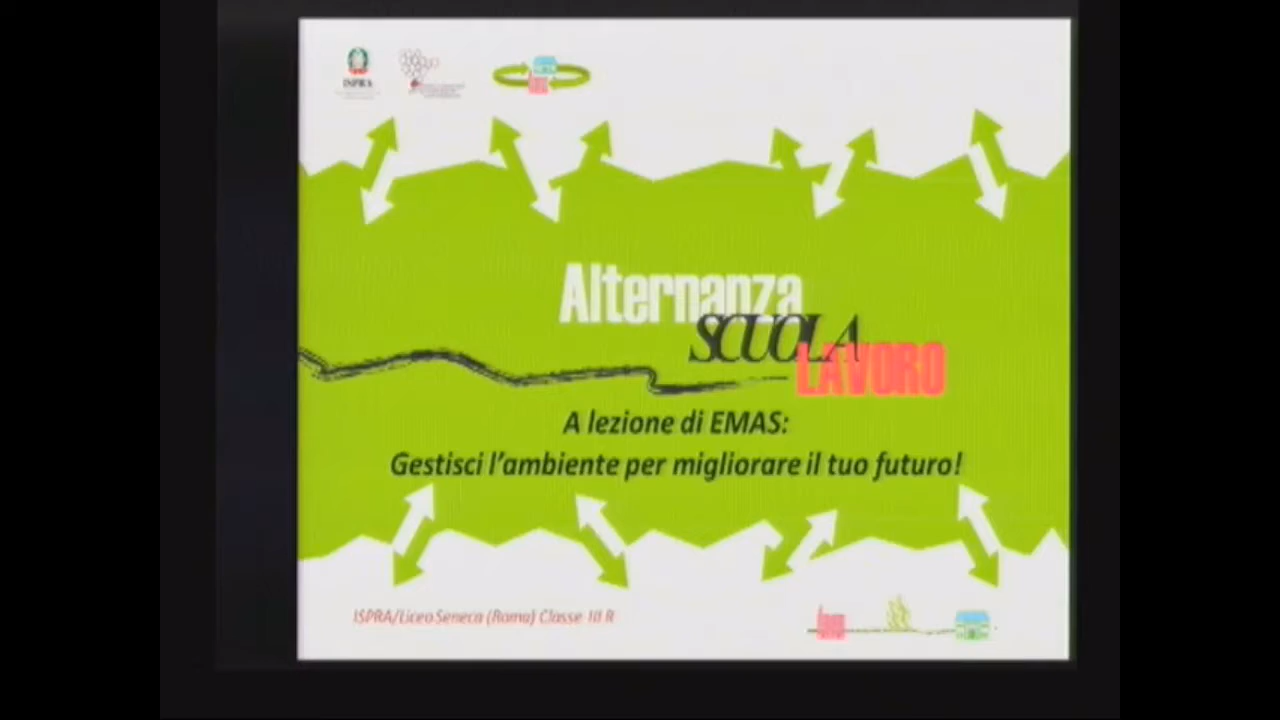 ISPRA
Alternanza
SCUOLA
LAVORO
A lezione di EMAS:
Gestisci l'ambiente per migliorare il tuo futuro!
ISPRA/Liceo Seneca (Roma) Classe III R